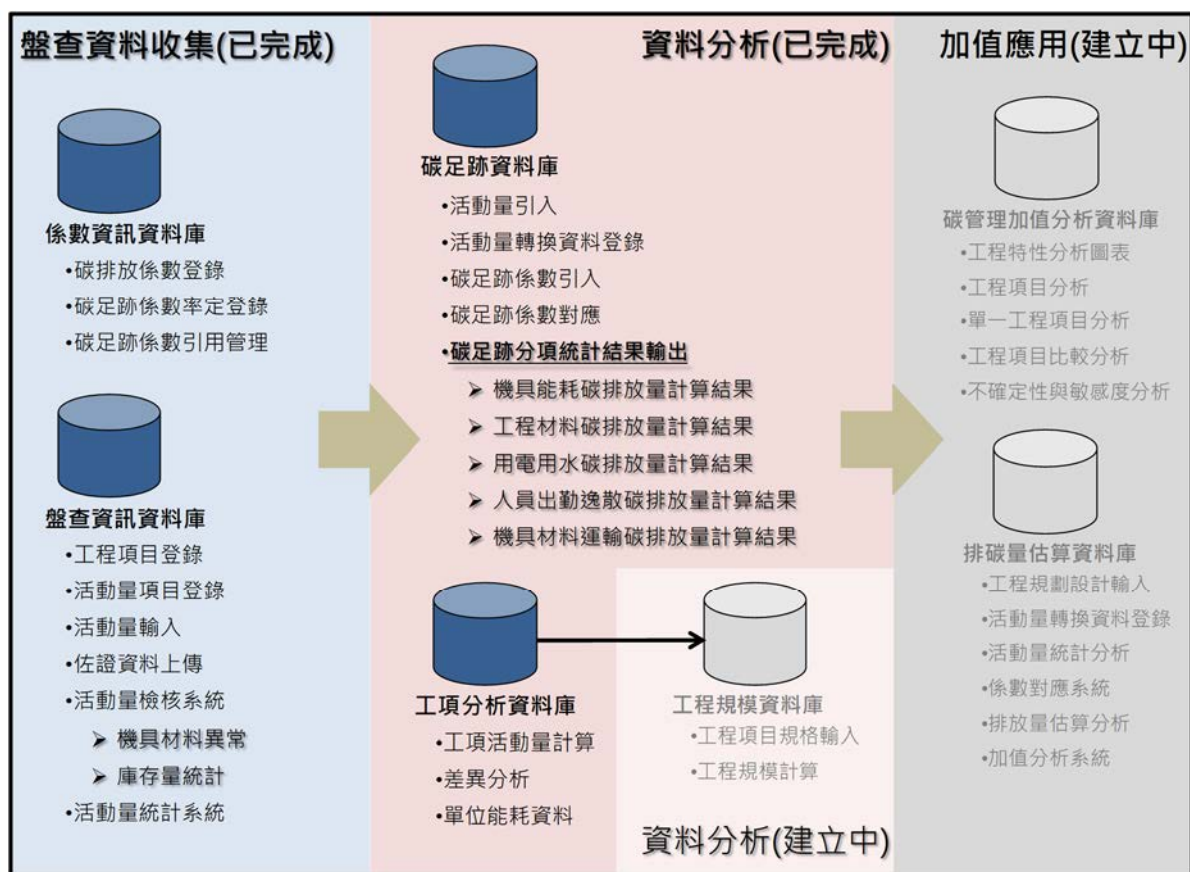 盤查資料收集(已完成)
係數資訊資料庫
•碳排放係數登錄
•碳足跡係數率定登錄
•碳足跡係數引用管理
盤查資訊資料庫
•工程項目登錄
•活動量項目登錄
•活動量輸入
•佐證資料上傳
•活動量檢核系統
➢ 機具材料異常
➢ 庫存量統計
•活動量統計系統
資料分析(已完成)
碳足跡資料庫
•活動量引入
•活動量轉換資料登錄
•碳足跡係數引入
•碳足跡係數對應
•碳足跡分項統計結果輸出
➢ 機具能耗碳排放量計算結果
➢ 工程材料碳排放量計算結果
➢ 用電用水碳排放量計算結果
➢ 人員出勤逸散碳排放量計算結果
➢ 機具材料運輸碳排放量計算結果
工項分析資料庫
•工項活動量計算
•差異分析
•單位能耗資料
工程規模資料庫
•工程項目規格輸入
•工程規模計算
資料分析(建立中)
加值應用(建立中)
碳管理加值分析資料庫
•工程特性分析圖表
•工程項目分析
•單一工程項目分析
•工程項目比較分析
•不確定性與敏感度分析
排碳量估算資料庫
•工程規劃設計輸入
•活動量轉換資料登錄
•活動量統計分析
•係數對應系統
•排放量估算分析
•加值分析系統